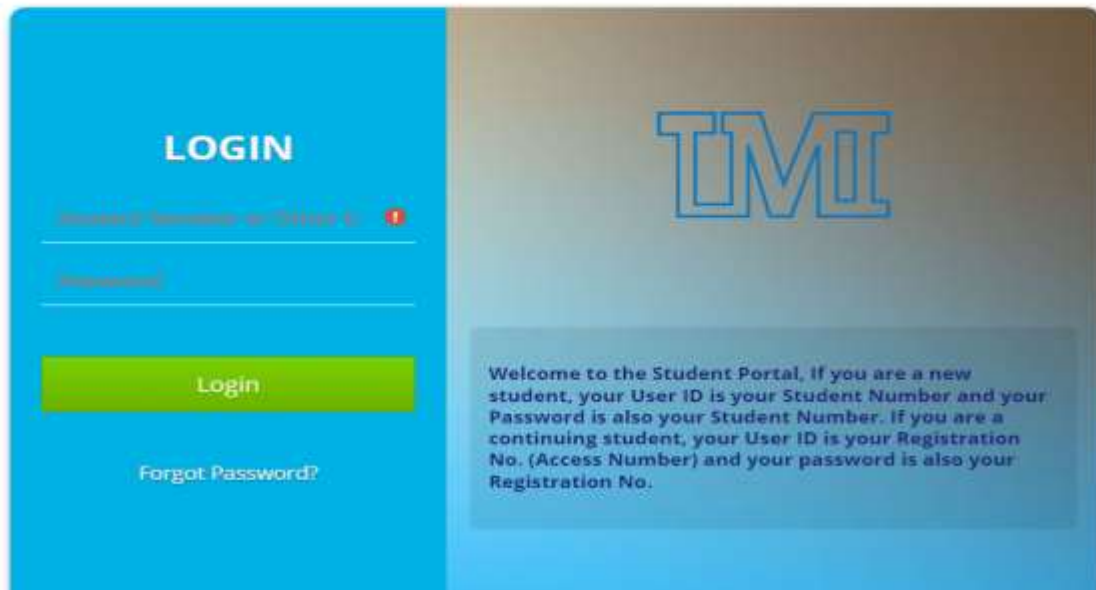 LOGIN
Login
Forgot Password?
TMI
Welcome to the Student Portal, If you are a new
student, your User ID is your Student Number and your
Password is also your Student Number. If you are a
continuing student, your User ID is your Registration
No. (Access Number) and your password is also your
Registration No.